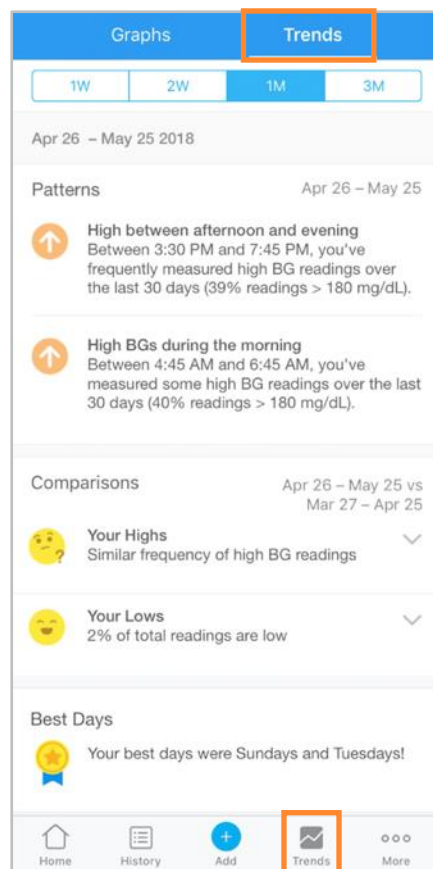 Graphs Trends
1W 2W 1M 3M
Apr 26 – May 25 2018
Patterns Apr 26 – May 25
High between afternoon and evening
Between 3:30 PM and 7:45 PM, you've
frequently measured high BG readings over
the last 30 days (39% readings > 180 mg/dL).
High BGs during the morning
Between 4:45 AM and 6:45 AM, you've
measured some high BG readings over the last
30 days (40% readings > 180 mg/dL).
Comparisons Apr 26 – May 25 vs
Mar 27 – Apr 25
Your Highs
Similar frequency of high BG readings
Your Lows
2% of total readings are low
Best Days
Your best days were Sundays and Tuesdays!
Home History Add Trends More